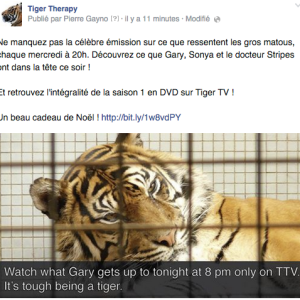 Tiger Therapy
Publié par Pierre Gayno [?] · il y a 11 minutes · Modifié
Ne manquez pas la célèbre émission sur ce que ressentent les gros matous,
chaque mercredi à 20h. Découvrez ce que Gary, Sonya et le docteur Stripes
ont dans la tête ce soir !
Et retrouvez l'intégralité de la saison 1 en DVD sur Tiger TV !
Un beau cadeau de Noël ! http://bit.ly/1w8vdPY
Watch what Gary gets up to tonight at 8 pm only on TTV.
It's tough being a tiger.